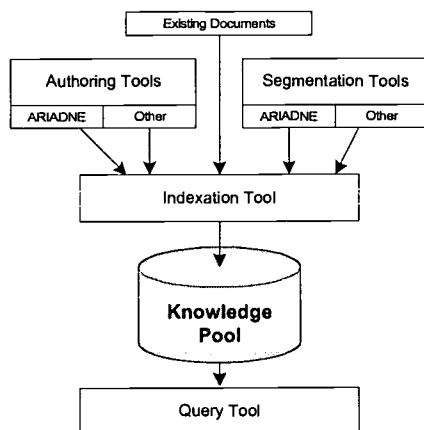 Existing Documents
Authoring Tools
ARIADNE Other
Segmentation Tools
ARIADNE Other
Indexation Tool
Knowledge
Pool
Query Tool